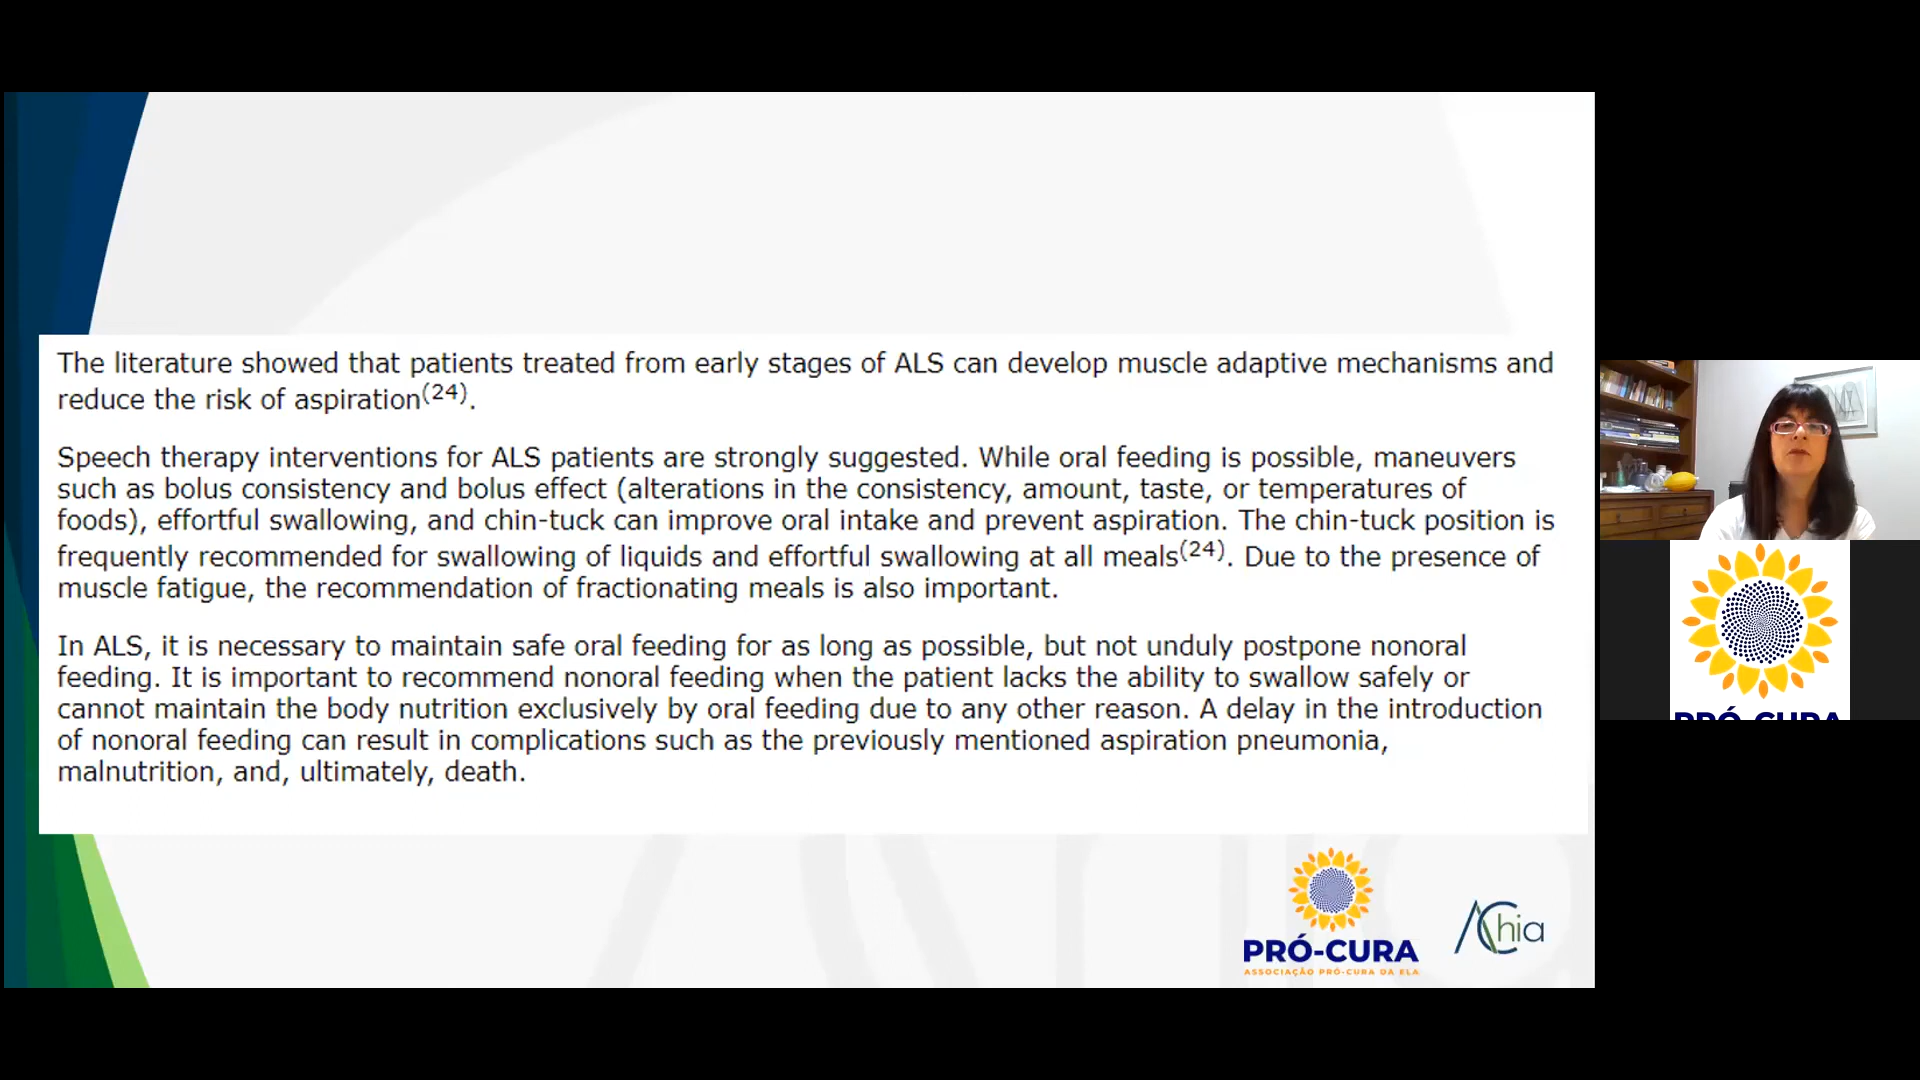 The literature showed that patients treated from early stages of ALS can develop muscle adaptive mechanisms and
reduce the risk of aspiration(24).
Speech therapy interventions for ALS patients are strongly suggested. While oral feeding is possible, maneuvers
such as bolus consistency and bolus effect (alterations in the consistency, amount, taste, or temperatures of
foods), effortful swallowing, and chin-tuck can improve oral intake and prevent aspiration. The chin-tuck position is
frequently recommended for swallowing of liquids and effortful swallowing at all meals(24). Due to the presence of
muscle fatigue, the recommendation of fractionating meals is also important.
In ALS, it is necessary to maintain safe oral feeding for as long as possible, but not unduly postpone nonoral
feeding. It is important to recommend nonoral feeding when the patient lacks the ability to swallow safely or
cannot maintain the body nutrition exclusively by oral feeding due to any other reason. A delay in the introduction
of nonoral feeding can result in complications such as the previously mentioned aspiration pneumonia,
malnutrition, and, ultimately, death.
PRÓ-CURA
ASSOCIAÇÃO PRÓ-CURA DA ELA
AChia
PRÓ-CURA